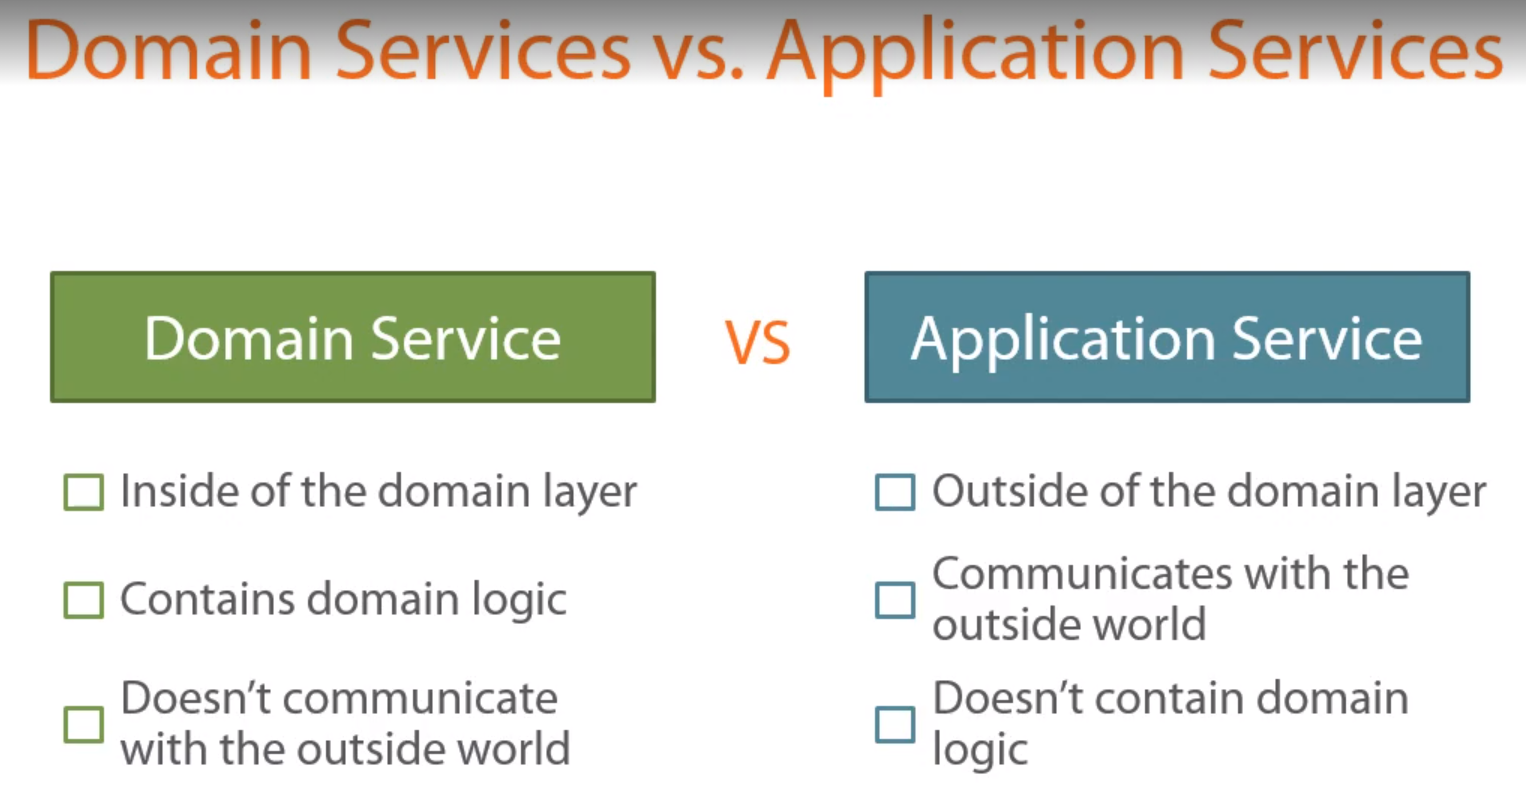 Domain Services vs. Application Services
Domain Service
VS
Application Service
Inside of the domain layer
Contains domain logic
Doesn’t communicate
with the outside world
Outside of the domain layer
Communicates with the
outside world
Doesn’t contain domain
logic